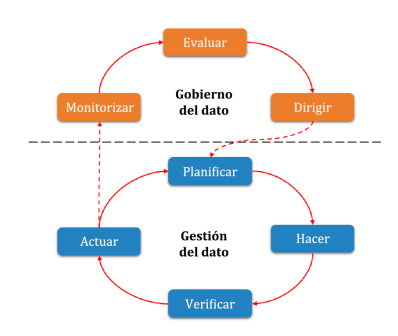 Evaluar
Monitorizar
Gobierno
del dato
Dirigir
Planificar
Actuar
Gestión
del dato
Hacer
Verificar